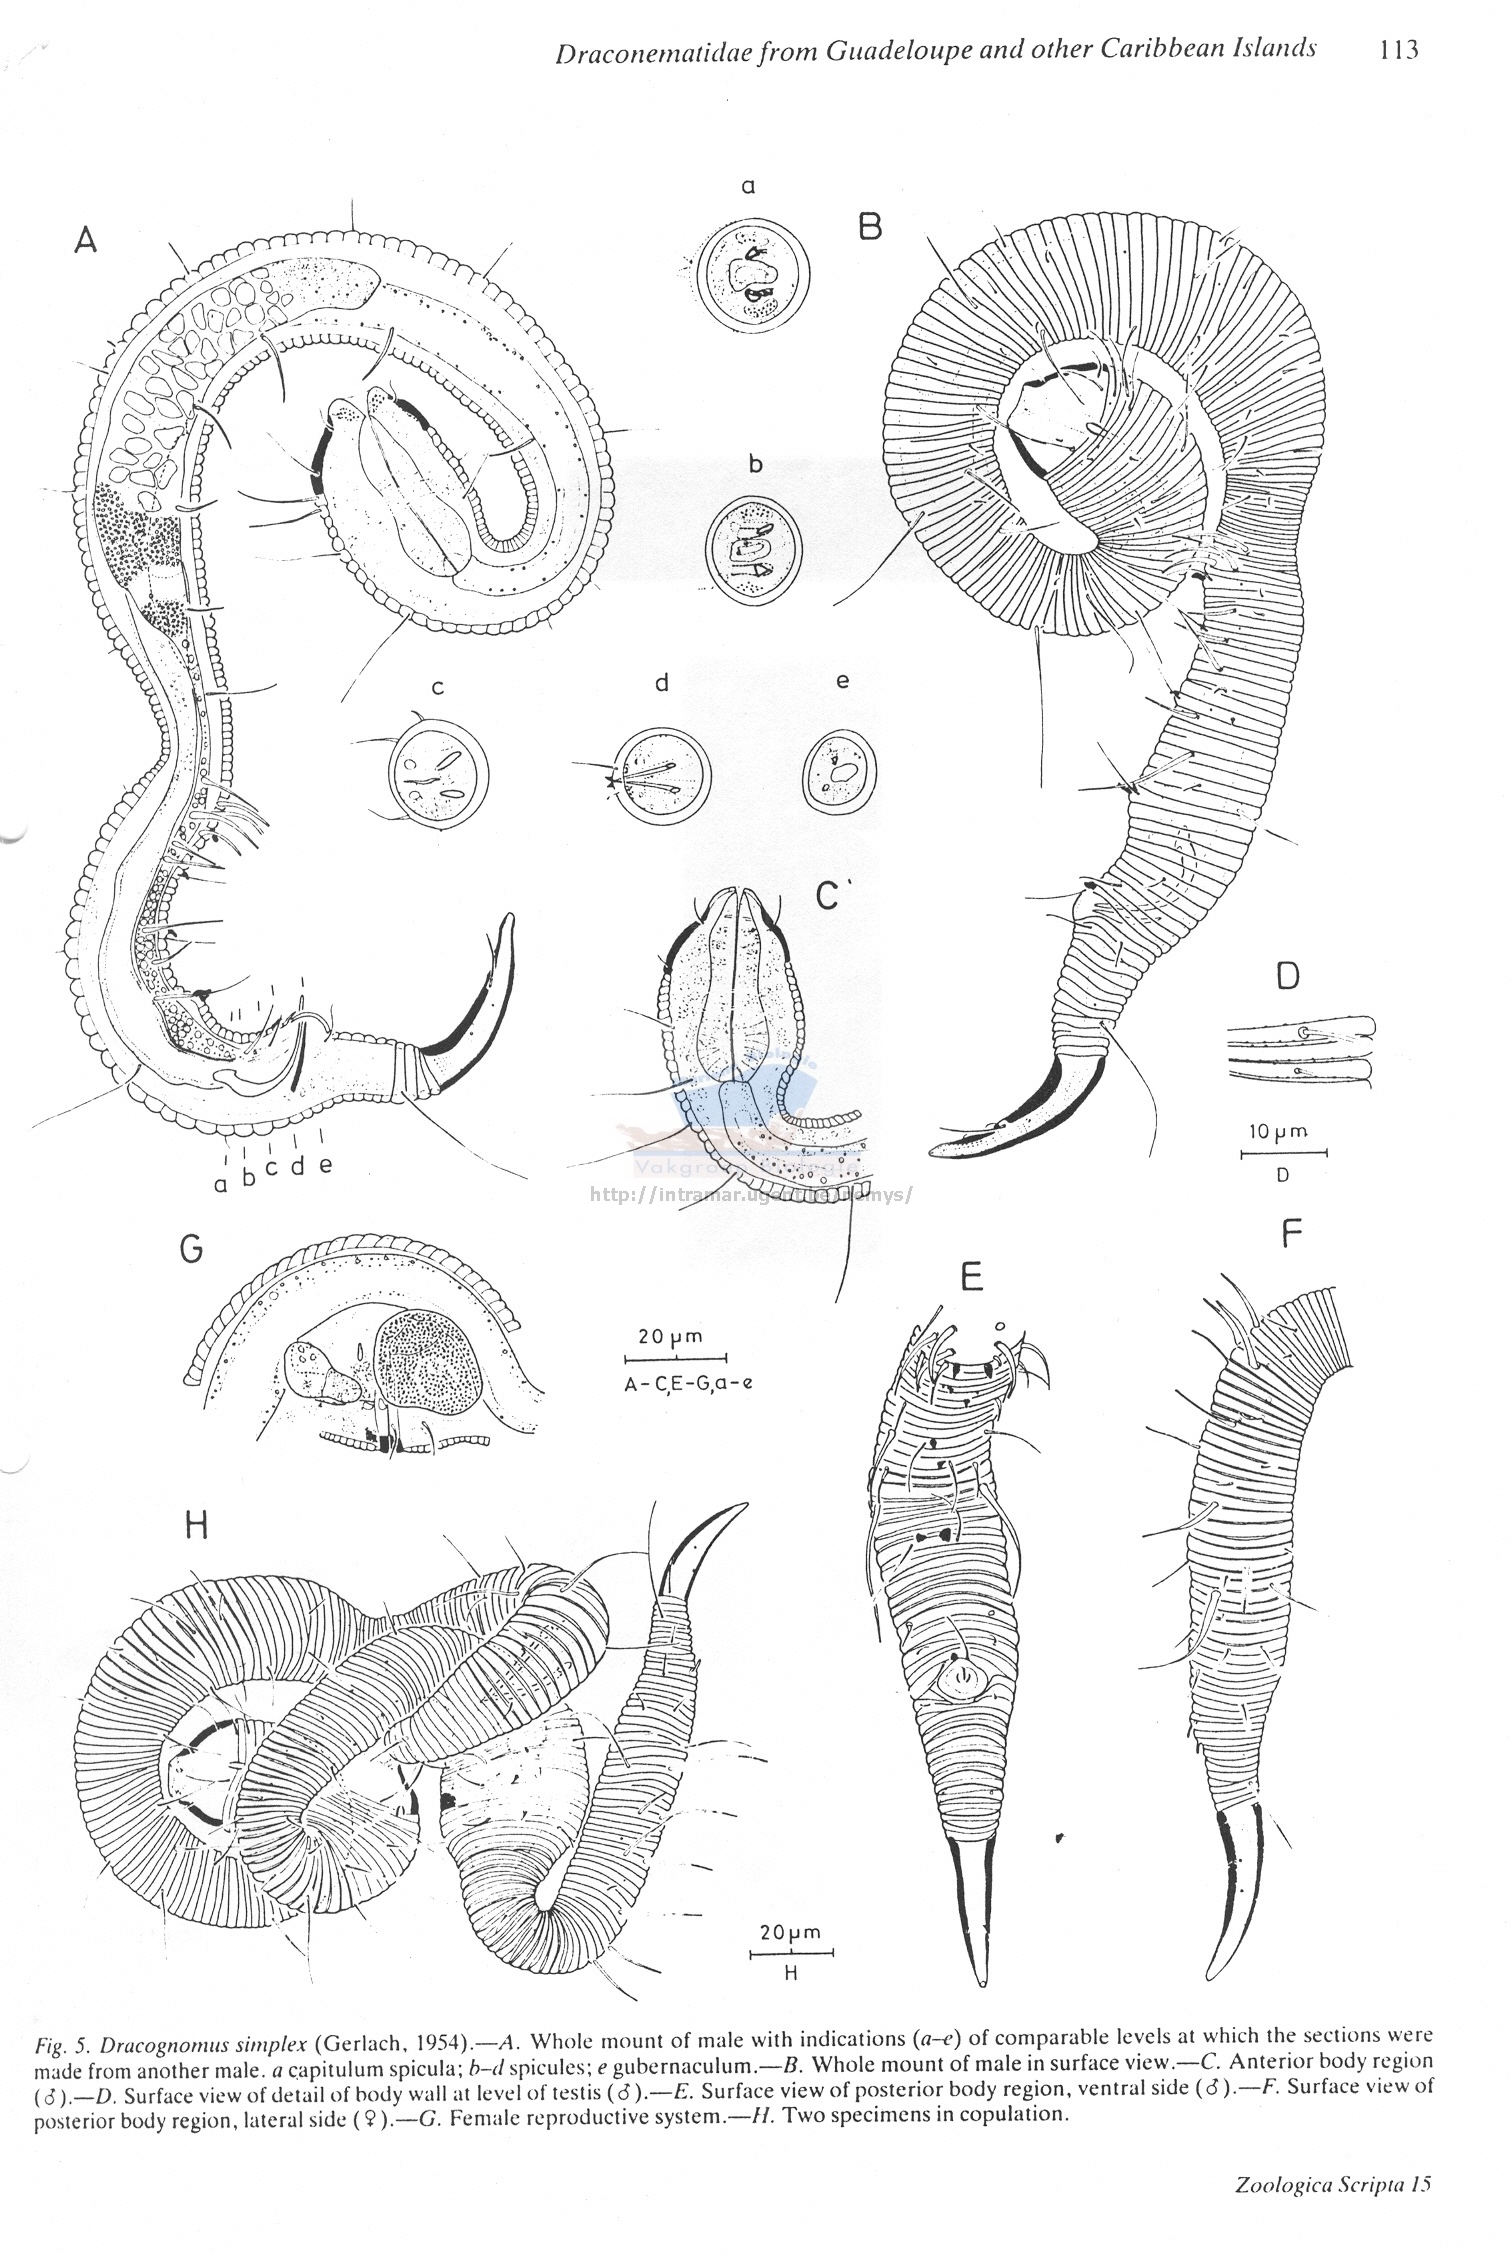 Draconematidae from Guadeloupe and other Caribbean Islands 113
a
A
B
b
c d e
C
D
10 µm
D
a b c d e
Vakgro
http://intramar.ugent.be/nemys/
G
E
F
20 µm
A-C,E-G,a-e
H
20µm
H
Fig. 5. Dracognomus simplex (Gerlach, 1954).—A. Whole mount of male with indications (a–e) of comparable levels at which the sections were
made from another male. a capitulum spicula; b–d spicules; e gubernaculum.—B. Whole mount of male in surface view.—C. Anterior body region
(♂).—D. Surface view of detail of body wall at level of testis (♂).—E. Surface view of posterior body region, ventral side (♂).—F. Surface view of
posterior body region, lateral side (♀).—G. Female reproductive system.—H. Two specimens in copulation.
Zoologica Scripta 15